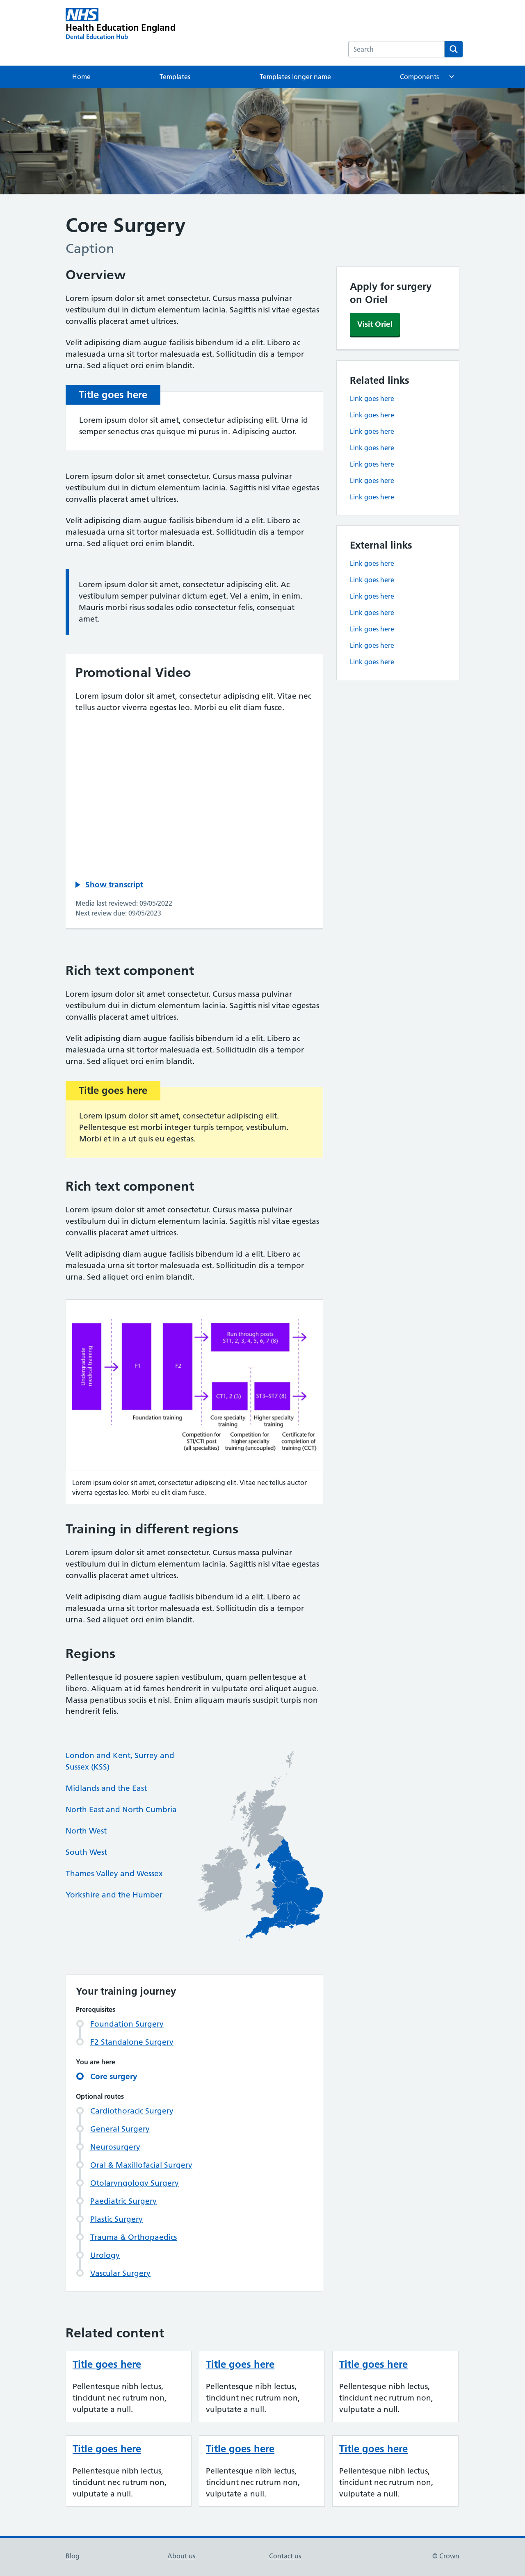 NHS
Health Education England
Dental Education Hub
Search
Home
Templates
Templates longer name
Components
Core Surgery
Caption
Overview
Lorem ipsum dolor sit amet consectetur. Cursus massa pulvinar
vestibulum dui in dictum elementum lacinia. Sagittis nisl vitae egestas
convallis placerat amet ultrices.
Velit adipiscing diam augue facilisis bibendum id a elit. Libero ac
malesuada urna sit tortor malesuada est. Sollicitudin dis a tempor
urna. Sed aliquet orci enim blandit.
Title goes here
Lorem ipsum dolor sit amet, consectetur adipiscing elit. Urna id
semper senectus cras quisque mi purus in. Adipiscing auctor.
Lorem ipsum dolor sit amet consectetur. Cursus massa pulvinar
vestibulum dui in dictum elementum lacinia. Sagittis nisl vitae egestas
convallis placerat amet ultrices.
Velit adipiscing diam augue facilisis bibendum id a elit. Libero ac
malesuada urna sit tortor malesuada est. Sollicitudin dis a tempor
urna. Sed aliquet orci enim blandit.
Lorem ipsum dolor sit amet, consectetur adipiscing elit. Ac
vestibulum semper pulvinar dictum eget. Vel a enim, in enim.
Mauris morbi risus sodales odio consectetur felis, consequat
amet.
Promotional Video
Lorem ipsum dolor sit amet, consectetur adipiscing elit. Vitae nec
tellus auctor viverra egestas leo. Morbi eu elit diam fusce.
Show transcript
Media last reviewed: 09/05/2022
Next review due: 09/05/2023
Apply for surgery
on Oriel
Visit Oriel
Related links
Link goes here
Link goes here
Link goes here
Link goes here
Link goes here
Link goes here
Link goes here
External links
Link goes here
Link goes here
Link goes here
Link goes here
Link goes here
Link goes here
Link goes here
Rich text component
Lorem ipsum dolor sit amet consectetur. Cursus massa pulvinar
vestibulum dui in dictum elementum lacinia. Sagittis nisl vitae egestas
convallis placerat amet ultrices.
Velit adipiscing diam augue facilisis bibendum id a elit. Libero ac
malesuada urna sit tortor malesuada est. Sollicitudin dis a tempor
urna. Sed aliquet orci enim blandit.
Title goes here
Lorem ipsum dolor sit amet, consectetur adipiscing elit.
Pellentesque est morbi integer turpis tempor, vestibulum.
Morbi et in a ut quis eu egestas.
Rich text component
Lorem ipsum dolor sit amet consectetur. Cursus massa pulvinar
vestibulum dui in dictum elementum lacinia. Sagittis nisl vitae egestas
convallis placerat amet ultrices.
Velit adipiscing diam augue facilisis bibendum id a elit. Libero ac
malesuada urna sit tortor malesuada est. Sollicitudin dis a tempor
urna. Sed aliquet orci enim blandit.
Undergraduate
medical training
F1
F2
Run through posts
ST1, 2, 3, 4, 5, 6, 7 (8)
CT1, 2 (3)
ST3–ST7 (8)
Foundation training
Core specialty
training
Higher specialty
training
Competition for
STI/CTI post
(all specialties)
Competition for
higher specialty
training (uncoupled)
Certificate for
completion of
training (CCT)
Lorem ipsum dolor sit amet, consectetur adipiscing elit. Vitae nec tellus auctor
viverra egestas leo. Morbi eu elit diam fusce.
Training in different regions
Lorem ipsum dolor sit amet consectetur. Cursus massa pulvinar
vestibulum dui in dictum elementum lacinia. Sagittis nisl vitae egestas
convallis placerat amet ultrices.
Velit adipiscing diam augue facilisis bibendum id a elit. Libero ac
malesuada urna sit tortor malesuada est. Sollicitudin dis a tempor
urna. Sed aliquet orci enim blandit.
Regions
Pellentesque id posuere sapien vestibulum, quam pellentesque at
libero. Aliquam at id fames hendrerit in vulputate orci aliquet augue.
Massa penatibus sociis et nisl. Enim aliquam mauris suscipit turpis non
hendrerit felis.
London and Kent, Surrey and
Sussex (KSS)
Midlands and the East
North East and North Cumbria
North West
South West
Thames Valley and Wessex
Yorkshire and the Humber
Your training journey
Prerequisites
Foundation Surgery
F2 Standalone Surgery
You are here
Core surgery
Optional routes
Cardiothoracic Surgery
General Surgery
Neurosurgery
Oral & Maxillofacial Surgery
Otolaryngology Surgery
Paediatric Surgery
Plastic Surgery
Trauma & Orthopaedics
Urology
Vascular Surgery
Related content
Title goes here
Pellentesque nibh lectus,
tincidunt nec rutrum non,
vulputate a null.
Title goes here
Pellentesque nibh lectus,
tincidunt nec rutrum non,
vulputate a null.
Title goes here
Pellentesque nibh lectus,
tincidunt nec rutrum non,
vulputate a null.
Title goes here
Pellentesque nibh lectus,
tincidunt nec rutrum non,
vulputate a null.
Title goes here
Pellentesque nibh lectus,
tincidunt nec rutrum non,
vulputate a null.
Title goes here
Pellentesque nibh lectus,
tincidunt nec rutrum non,
vulputate a null.
Blog
About us
Contact us
© Crown